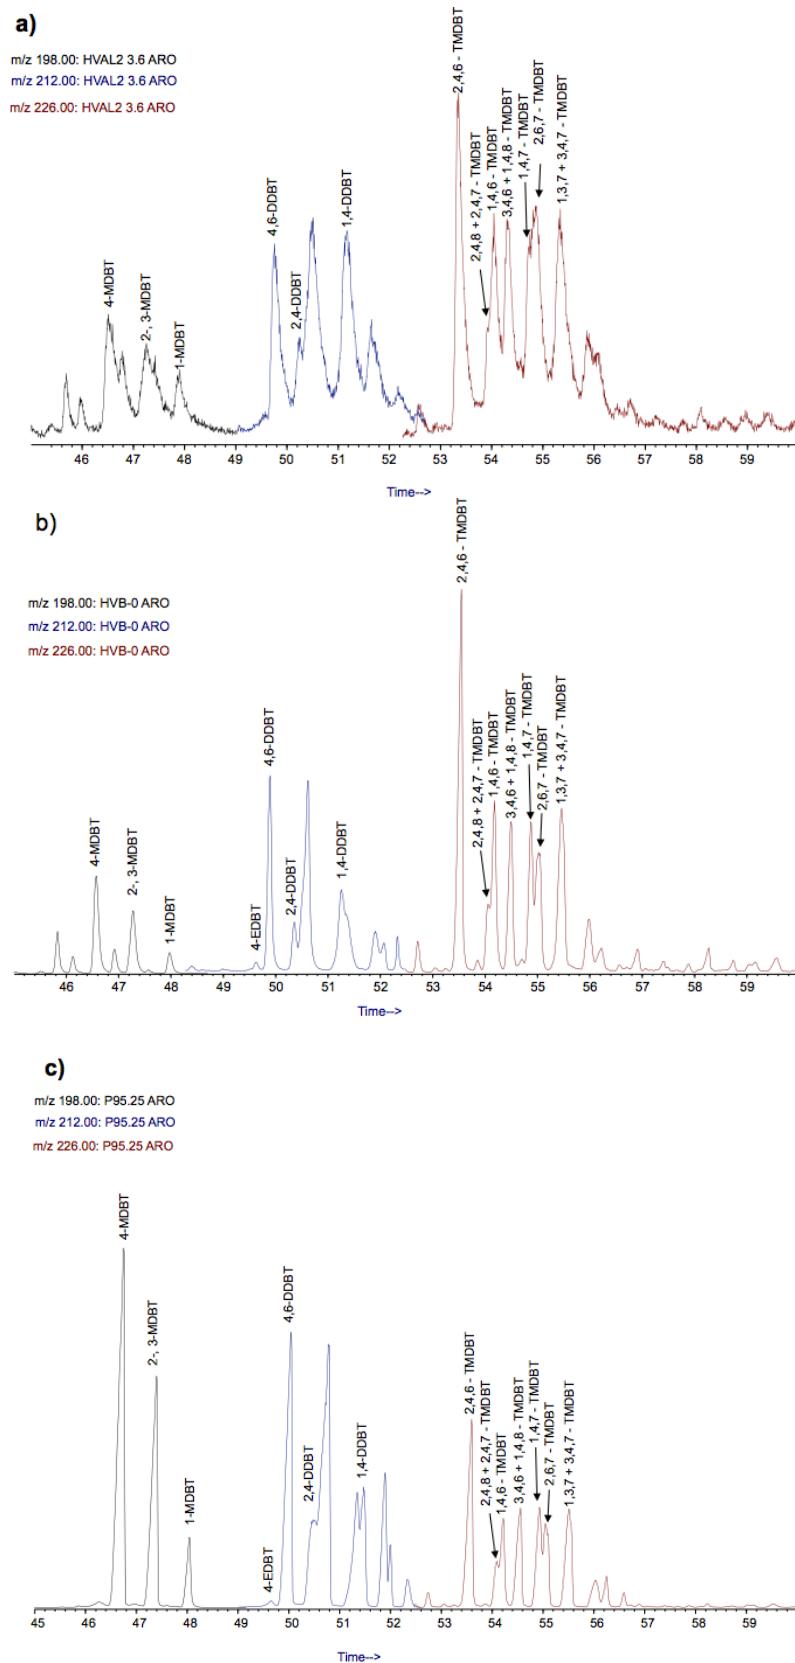 a)
m/z 198.00: HVAL2 3.6 ARO
m/z 212.00: HVAL2 3.6 ARO
m/z 226.00: HVAL2 3.6 ARO
4-MDBT
2-, 3-MDBT
1-MDBT
4,6-DDBT
2,4-DDBT
1,4-DDBT
2,4,6 - TMDBT
2,4,8 + 2,4,7 - TMDBT
1,4,6 - TMDBT
3,4,6 + 1,4,8 - TMDBT
1,4,7 - TMDBT
2,6,7 - TMDBT
1,3,7 + 3,4,7 - TMDBT
46 47 48 49 50 51 52 53 54 55 56 57 58 59
Time-->
b)
m/z 198.00: HVB-0 ARO
m/z 212.00: HVB-0 ARO
m/z 226.00: HVB-0 ARO
4-MDBT
2-, 3-MDBT
1-MDBT
4-EDBT
4,6-DDBT
2,4-DDBT
1,4-DDBT
2,4,6 - TMDBT
2,4,8 + 2,4,7 - TMDBT
1,4,6 - TMDBT
3,4,6 + 1,4,8 - TMDBT
1,4,7 - TMDBT
2,6,7 - TMDBT
1,3,7 + 3,4,7 - TMDBT
46 47 48 49 50 51 52 53 54 55 56 57 58 59
Time-->
c)
m/z 198.00: P95.25 ARO
m/z 212.00: P95.25 ARO
m/z 226.00: P95.25 ARO
4-MDBT
2-, 3-MDBT
1-MDBT
4-EDBT
4,6-DDBT
2,4-DDBT
1,4-DDBT
2,4,6 - TMDBT
2,4,8 + 2,4,7 - TMDBT
1,4,6 - TMDBT
3,4,6 + 1,4,8 - TMDBT
1,4,7 - TMDBT
2,6,7 - TMDBT
1,3,7 + 3,4,7 - TMDBT
45 46 47 48 49 50 51 52 53 54 55 56 57 58 59
Time-->